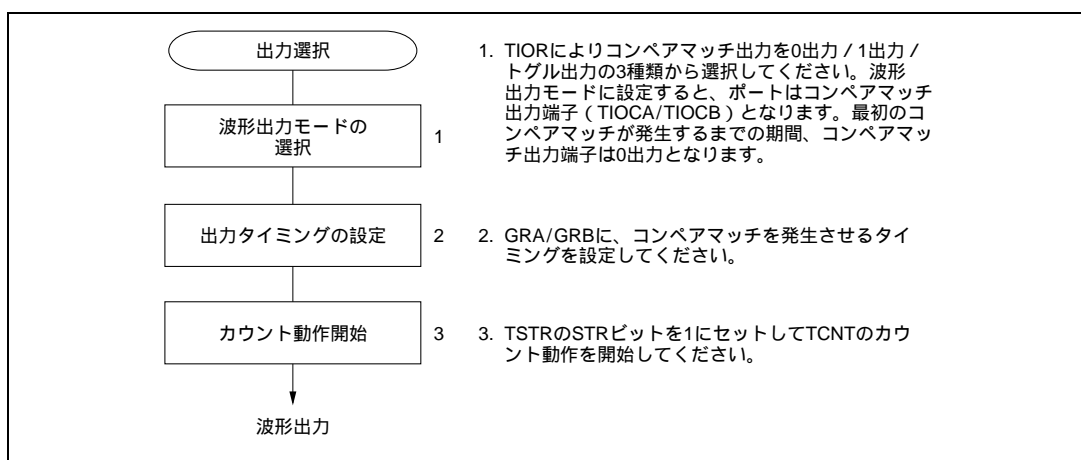 出力選択
波形出力モードの
選択
1
1. TIORによりコンペアマッチ出力を0出力 / 1出力 /
トグル出力の3種類から選択してください。波形
出力モードに設定すると、ポートはコンペアマッチ
出力端子 ( TIOCA/TIOCB ) となります。最初のコ
ンペアマッチが発生するまでの期間、コンペアマッ
チ出力端子は0出力となります。
出力タイミングの設定
2
2. GRA/GRBに、コンペアマッチを発生させるタイ
ミングを設定してください。
カウント動作開始
3
3. TSTRのSTRビットを1にセットしてTCNTのカウ
ント動作を開始してください。
波形出力